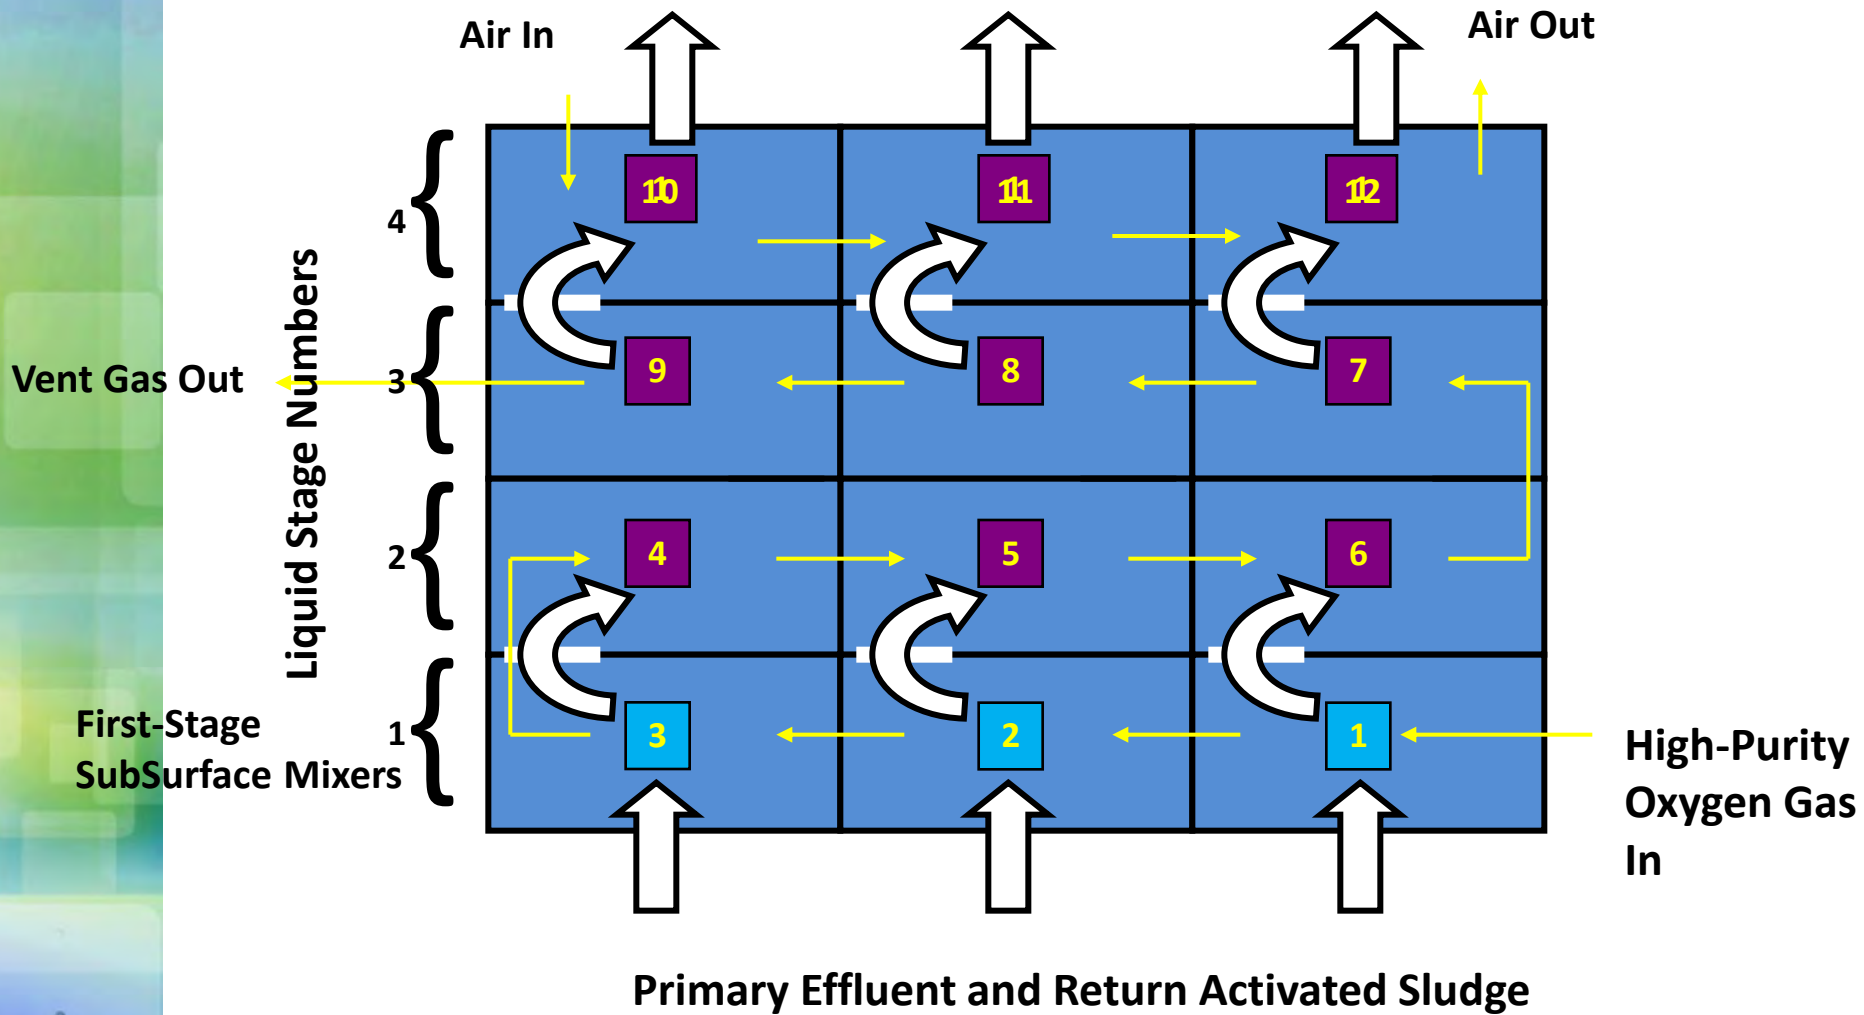 Air In
Air Out
10
11
12
4
Liquid Stage Numbers
Vent Gas Out
3
9
8
7
2
4
5
6
First-Stage
SubSurface Mixers
1
3
2
1
High-Purity
Oxygen Gas
In
Primary Effluent and Return Activated Sludge